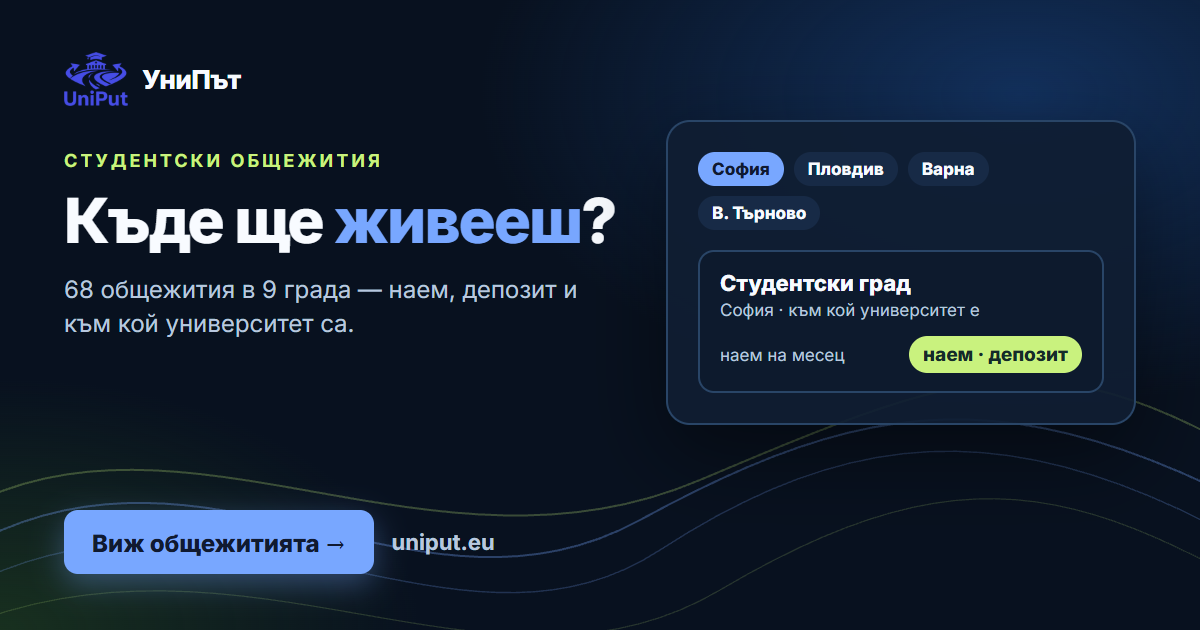 UniPut
УниПът
СТУДЕНТСКИ ОБЩЕЖИТИЯ
Къде ще живееш?
68 общежития в 9 града — наем, депозит и
към кой университет са.
Виж общежитията →
uniput.eu
София
Пловдив
Варна
В. Търново
Студентски град
София · към кой университет е
наем на месец
наем · депозит